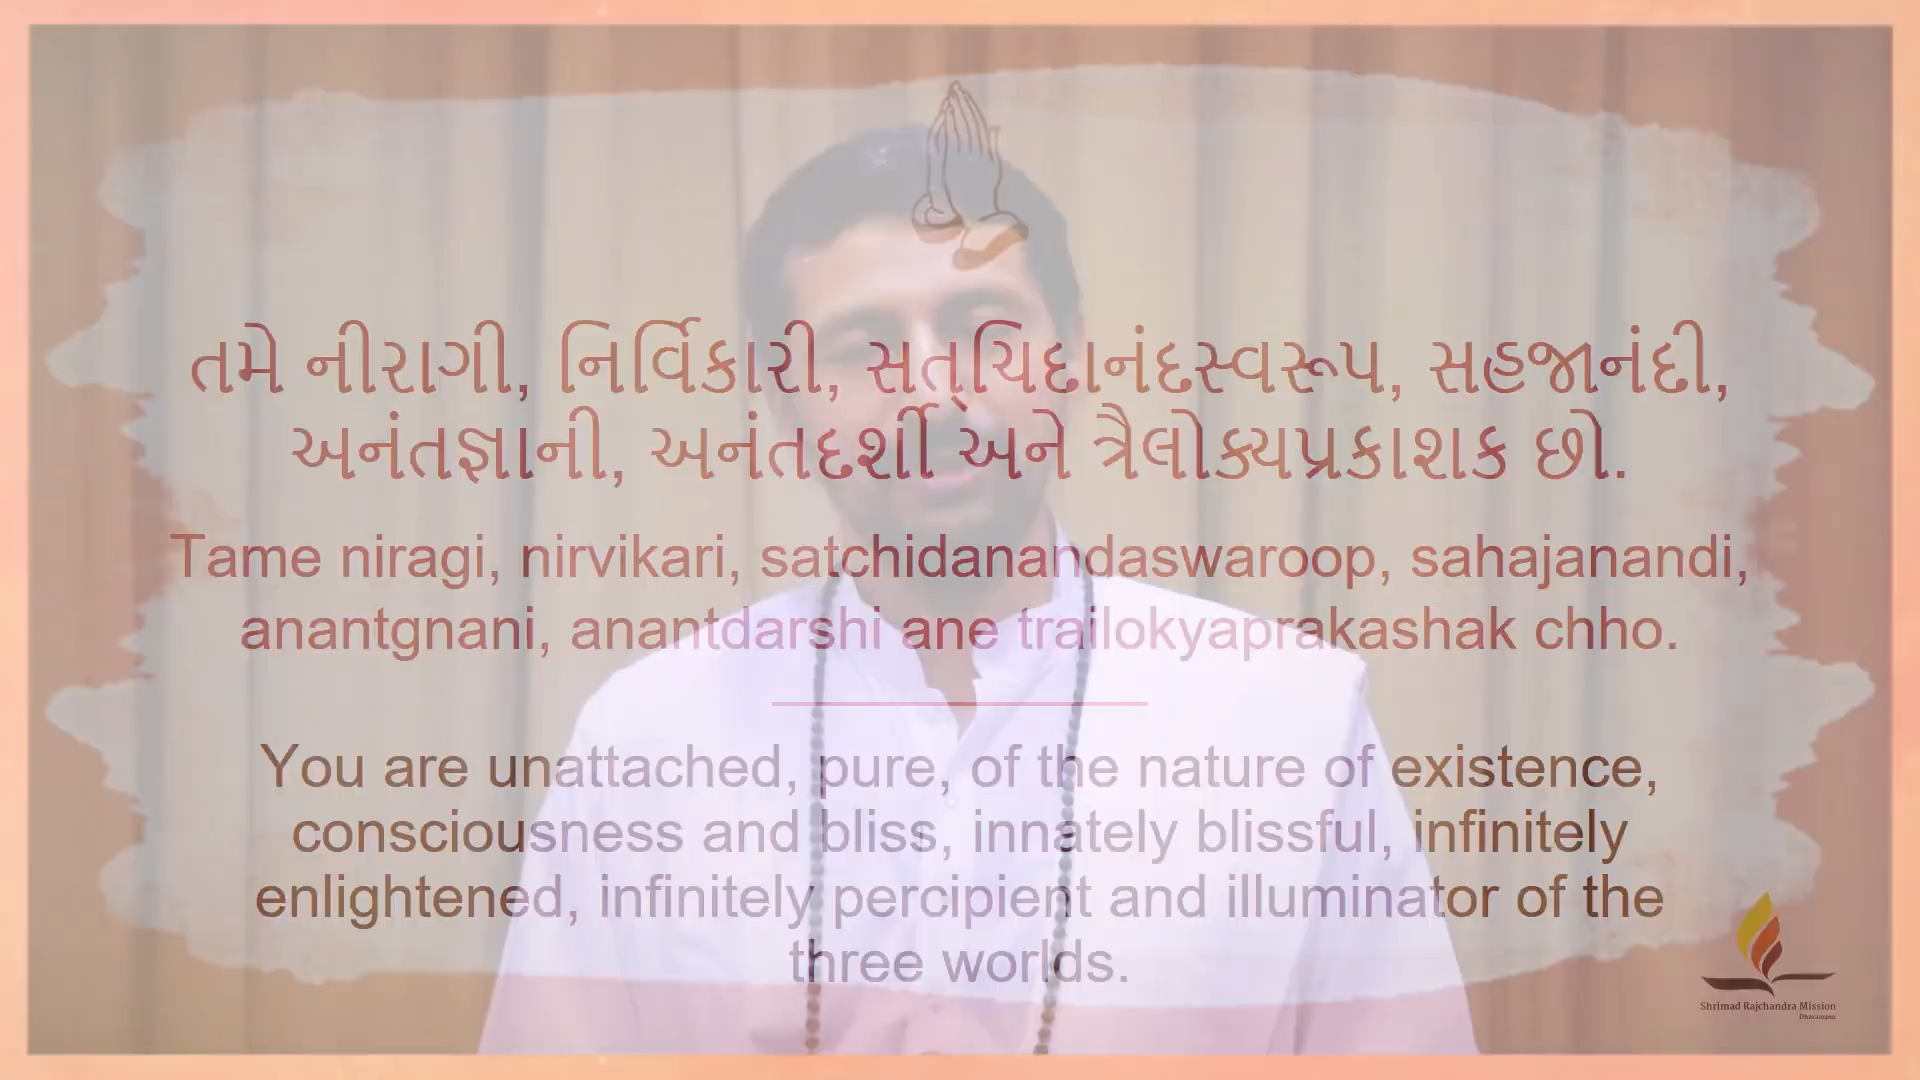 તમે નીરાગી, નિર્વિકારી, સત્ચિદાનંદસ્વરૂપ, સહજાનંદી,
અનંતજ્ઞાની, અનંતદર્શી અને ત્રૈલોક્યપ્રકાશક છો.
Tame niragi, nirvikari, satchidanandaswaroop, sahajanandi,
anantgnani, anantdarshi ane trailokyaprakashak chho.
You are unattached, pure, of the nature of existence,
consciousness and bliss, innately blissful, infinitely
enlightened, infinitely percipient and illuminator of the
three worlds.
Shrimad Rajchandra Mission
Dharampur